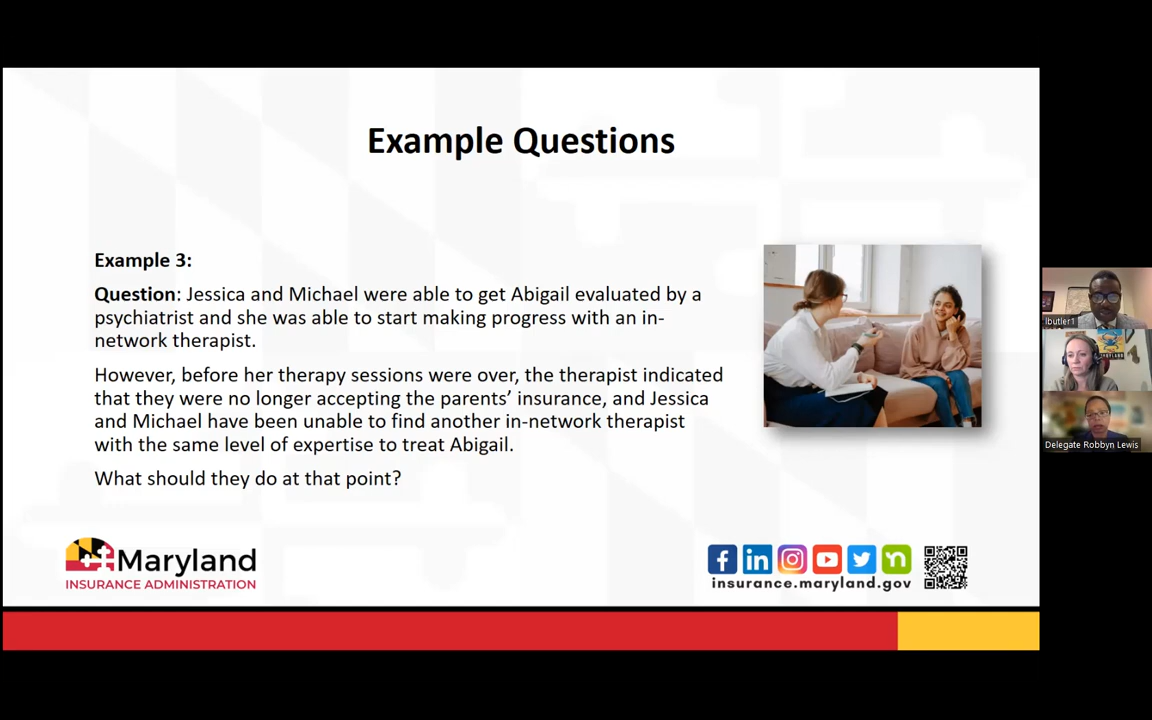 Example Questions
Example 3:
Question: Jessica and Michael were able to get Abigail evaluated by a
psychiatrist and she was able to start making progress with an in-
network therapist.
However, before her therapy sessions were over, the therapist indicated
that they were no longer accepting the parents’ insurance, and Jessica
and Michael have been unable to find another in-network therapist
with the same level of expertise to treat Abigail.
What should they do at that point?
Maryland
INSURANCE ADMINISTRATION
insurance.maryland.gov
lbutler1
Delegate Robbyn Lewis